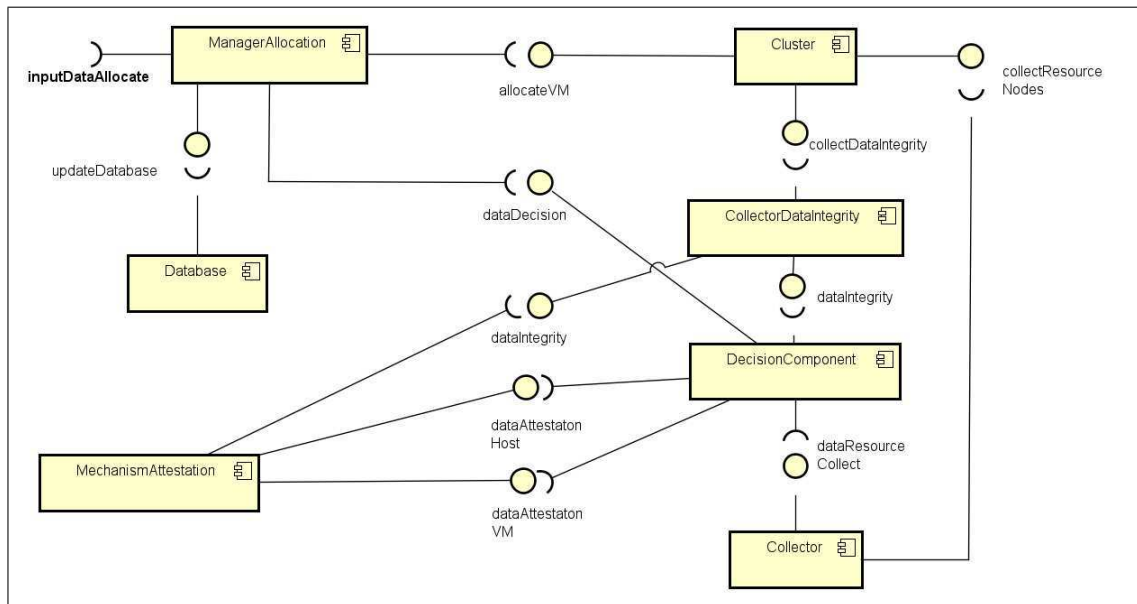 ManagerAllocation
Cluster
inputDataAllocate
allocateVM
collectResource
Nodes
collectDataIntegrity
updateDatabase
dataDecision
CollectorDataIntegrity
Database
dataIntegrity
dataIntegrity
DecisionComponent
dataAttestaton
Host
dataResource
Collect
MechanismAttestation
dataAttestaton
VM
Collector